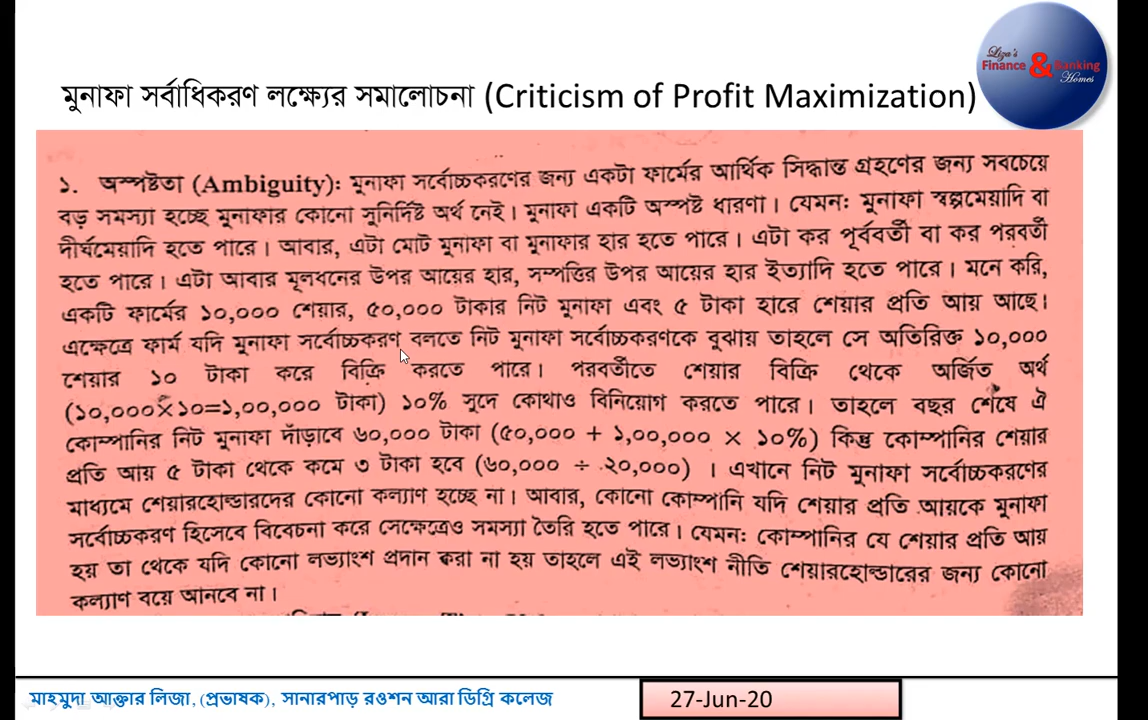 Liza's
Finance & Banking
Homes
মুনাফা সর্বাধিকরণ লক্ষ্যের সমালোচনা (Criticism of Profit Maximization)
১. অস্পষ্টতা (Ambiguity): মুনাফা সর্বোচ্চকরণের জন্য একটা ফার্মের আর্থিক সিদ্ধান্ত গ্রহণের জন্য সবচেয়ে
বড় সমস্যা হচ্ছে মুনাফার কোনো সুনির্দিষ্ট অর্থ নেই। মুনাফা একটি অস্পষ্ট ধারণা। যেমন: মুনাফা স্বল্পমেয়াদি বা
দীর্ঘমেয়াদি হতে পারে। আবার, এটা মোট মুনাফা বা মুনাফার হার হতে পারে। এটা কর পূর্ববর্তী বা কর পরবর্তী
হতে পারে। এটা আবার মূলধনের উপর আয়ের হার, সম্পত্তির উপর আয়ের হার ইত্যাদি হতে পারে। মনে করি,
একটি ফার্মের ১০,০০০ শেয়ার, ৫০,০০০ টাকার নিট মুনাফা এবং ৫ টাকা হারে শেয়ার প্রতি আয় আছে।
এক্ষেত্রে ফার্ম যদি মুনাফা সর্বোচ্চকরণ বলতে নিট মুনাফা সর্বোচ্চকরণকে বুঝায় তাহলে সে অতিরিক্ত ১০,০০০
শেয়ার ১০ টাকা করে বিক্রি করতে পারে। পরবর্তীতে শেয়ার বিক্রি থেকে অর্জিত অর্থ
(১০,০০০×১০=১,০০,০০০ টাকা) ১০% সুদে কোথাও বিনিয়োগ করতে পারে। তাহলে বছর শেষে ঐ
কোম্পানির নিট মুনাফা দাঁড়াবে ৬০,০০০ টাকা (৫০,০০০ + ১,০০,০০০ × ১০%) কিন্তু কোম্পানির শেয়ার
প্রতি আয় ৫ টাকা থেকে কমে ৩ টাকা হবে (৬০,০০০ ÷ ২০,০০০) । এখানে নিট মুনাফা সর্বোচ্চকরণের
মাধ্যমে শেয়ারহোল্ডারদের কোনো কল্যাণ হচ্ছে না। আবার, কোনো কোম্পানি যদি শেয়ার প্রতি আয়কে মুনাফা
সর্বোচ্চকরণ হিসেবে বিবেচনা করে সেক্ষেত্রেও সমস্যা তৈরি হতে পারে। যেমন: কোম্পানির যে শেয়ার প্রতি আয়
হয় তা থেকে যদি কোনো লভ্যাংশ প্রদান করা না হয় তাহলে এই লভ্যাংশ নীতি শেয়ারহোল্ডারের জন্য কোনো
কল্যাণ বয়ে আনবে না।
মাহমুদা আক্তার লিজা, (প্রভাষক), সানারপাড় রওশন আরা ডিগ্রি কলেজ
27-Jun-20